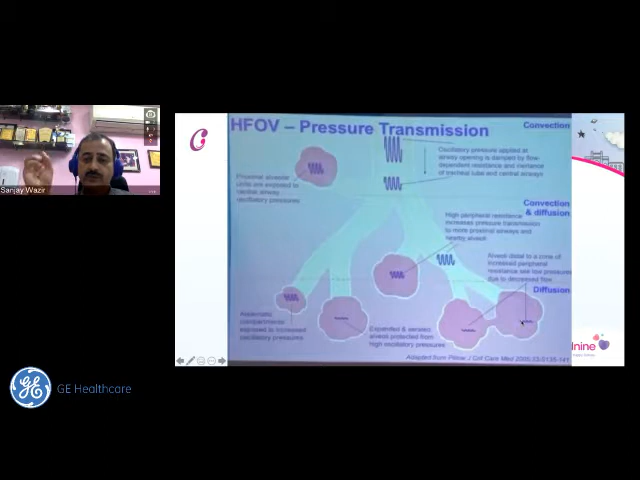 HFOV – Pressure Transmission
Convection
Oscillatory pressure applied at
airway opening is damped by flow-
dependent resistance and inertance
of tracheal tube and central airways
Proximal alveolar
units are exposed to
central airway
oscillatory pressures
Convection
& diffusion
High peripheral resistance
increases pressure transmission
to more proximal airways and
nearby alveoli
Alveoli distal to a zone of
increased peripheral
resistance see low pressures
due to decreased flow
Diffusion
Atelectatic
compartments
exposed to increased
oscillatory pressures
Expanded & aerated
alveoli protected from
high oscillatory pressures
Adapted from Pillow J Crit Care Med 2005;33:S135-141
Sanjay Wazir
GE Healthcare